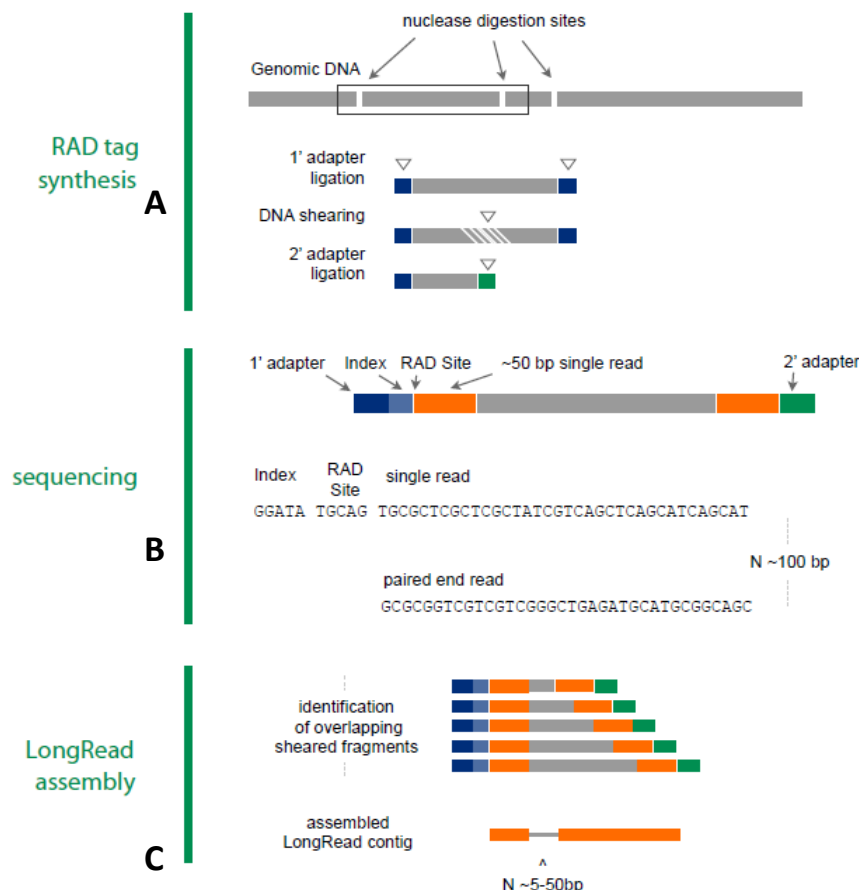 nuclease digestion sites
Genomic DNA
RAD tag
synthesis
A
1' adapter
ligation
DNA shearing
2' adapter
ligation
1' adapter
Index
RAD Site
~50 bp single read
2' adapter
sequencing
B
Index
RAD
Site
single read
GGATA TGCAG TGCGCTCGCTCGCTATCGTCAGCTCAGCATCAGCAT
N ~100 bp
paired end read
GCGCGGTCGTCGTCGGGCTGAGATGCATGCGGCAGC
LongRead
assembly
C
identification
of overlapping
sheared fragments
assembled
LongRead contig
^
N ~5-50bp